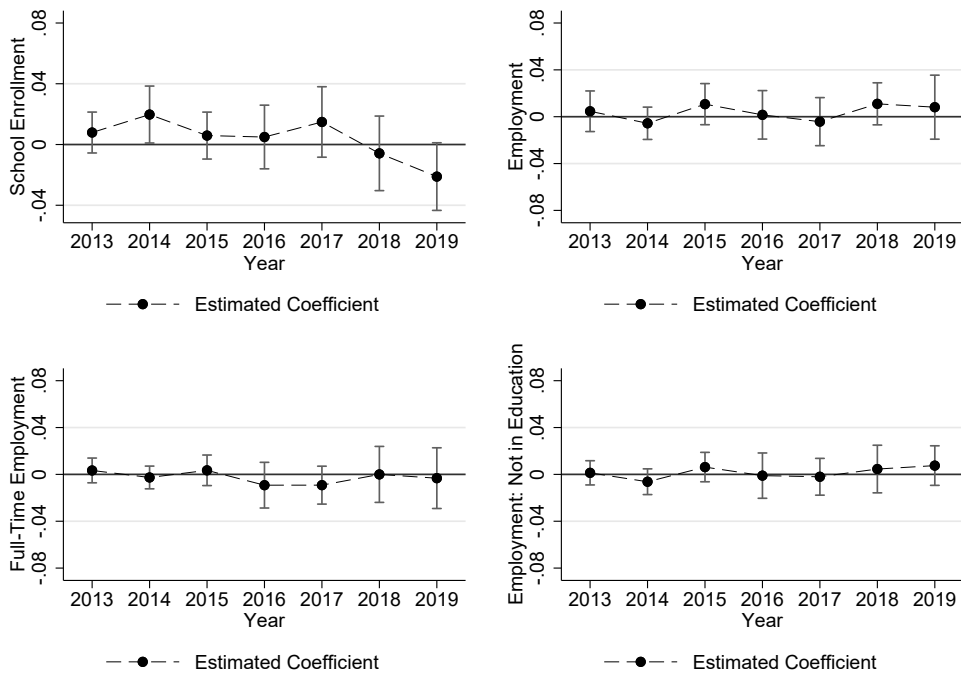 School Enrollment
.08
.04
0
-.04
2013 2014 2015 2016 2017 2018 2019
Year
Estimated Coefficient
Employment
.08
.04
0
-.04
-.08
2013 2014 2015 2016 2017 2018 2019
Year
Estimated Coefficient
Full-Time Employment
.08
.04
0
-.04
-.08
2013 2014 2015 2016 2017 2018 2019
Year
Estimated Coefficient
Employment: Not in Education
.08
.04
0
-.04
-.08
2013 2014 2015 2016 2017 2018 2019
Year
Estimated Coefficient